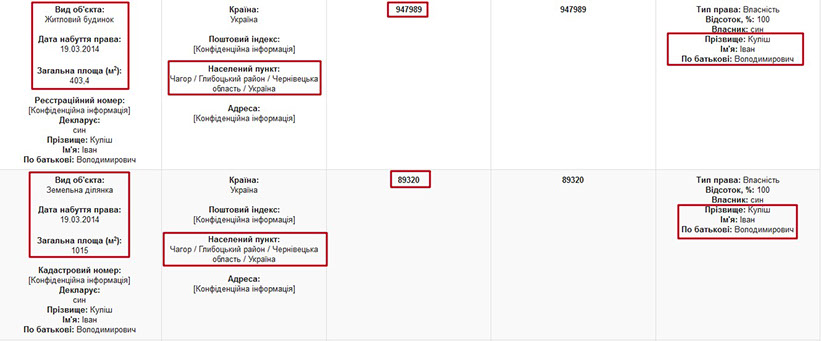 Вид об'єкта:
Житловий будинок
Дата набуття права:
19.03.2014
Загальна площа (м²):
403,4
Реєстраційний номер:
[Конфіденційна інформація]
Декларує:
син
Прізвище: Куліш
Ім'я: Іван
По батькові: Володимирович
Країна:
Україна
Поштовий індекс:
[Конфіденційна інформація]
Населений пункт:
Чагор / Глибоцький район / Чернівецька
область / Україна
Адреса:
[Конфіденційна інформація]
947989
947989
Тип права: Власність
Відсоток, %: 100
Власник: син
Прізвище: Куліш
Ім'я: Іван
По батькові: Володимирович
Вид об'єкта:
Земельна ділянка
Дата набуття права:
19.03.2014
Загальна площа (м²):
1015
Кадастровий номер:
[Конфіденційна інформація]
Декларує:
син
Прізвище: Куліш
Ім'я: Іван
По батькові: Володимирович
Країна:
Україна
Поштовий індекс:
[Конфіденційна інформація]
Населений пункт:
Чагор / Глибоцький район / Чернівецька
область / Україна
Адреса:
[Конфіденційна інформація]
89320
89320
Тип права: Власність
Відсоток, %: 100
Власник: син
Прізвище: Куліш
Ім'я: Іван
По батькові: Володимирович